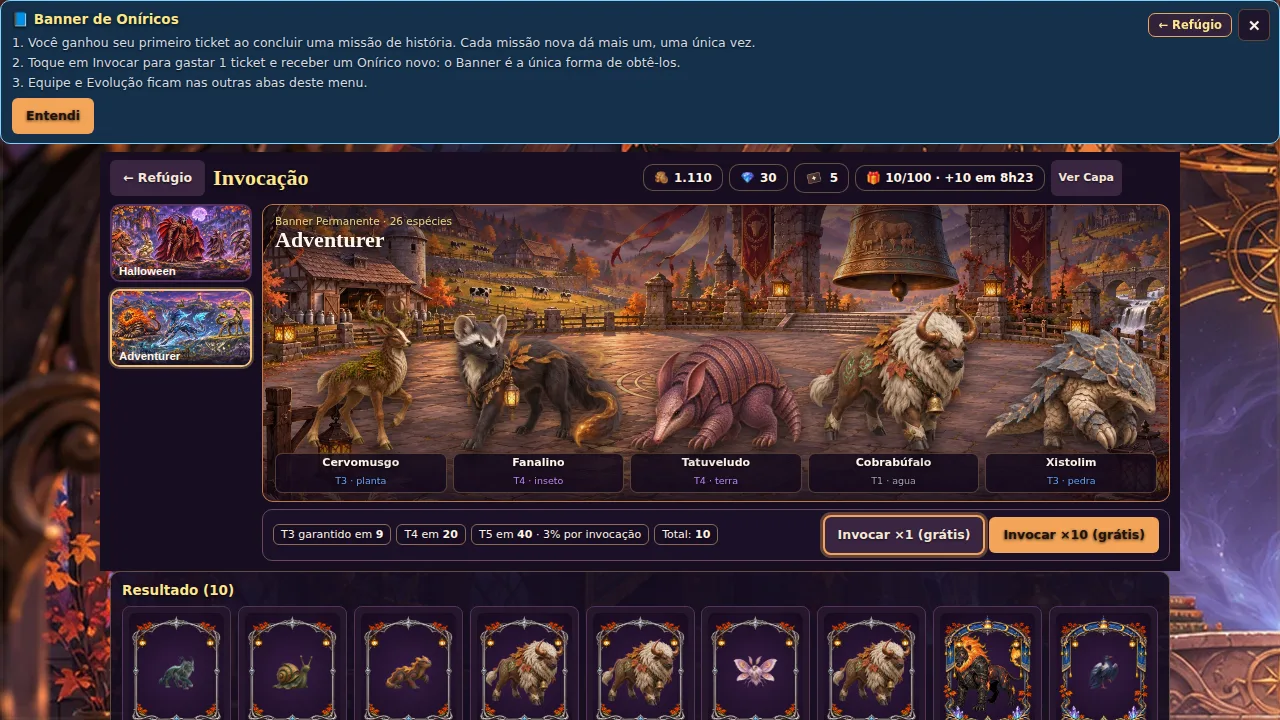 Banner de Oníricos
1. Você ganhou seu primeiro ticket ao concluir uma missão de história. Cada missão nova dá mais um, uma única vez.
2. Toque em Invocar para gastar 1 ticket e receber um Onírico novo: o Banner é a única forma de obtê-los.
3. Equipe e Evolução ficam nas outras abas deste menu.
Entendi
← Refúgio
×
← Refúgio
Invocação
1.110
30
5
10/100 · +10 em 8h23
Ver Capa
Halloween
Adventurer
Banner Permanente · 26 espécies
Adventurer
Cervomusgo
T3 · planta
Fanalino
T4 · inseto
Tatuveludo
T4 · terra
Cobrabúfalo
T1 · agua
Xistolim
T3 · pedra
T3 garantido em 9
T4 em 20
T5 em 40 · 3% por invocação
Total: 10
Invocar ×1 (grátis)
Invocar ×10 (grátis)
Resultado (10)